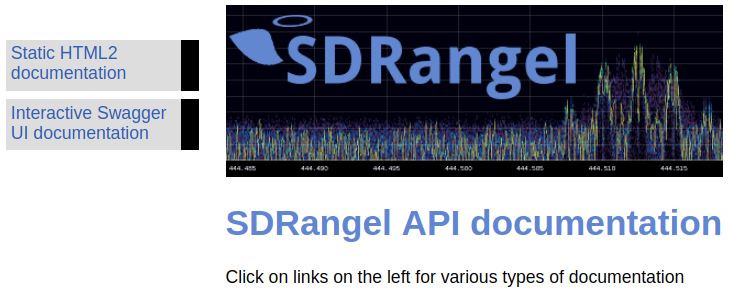 Static HTML2
documentation
Interactive Swagger
UI documentation
SDRangel
444.485 444.490 444.495 444.500 444.505 444.510 444.515
SDRangel API documentation
Click on links on the left for various types of documentation